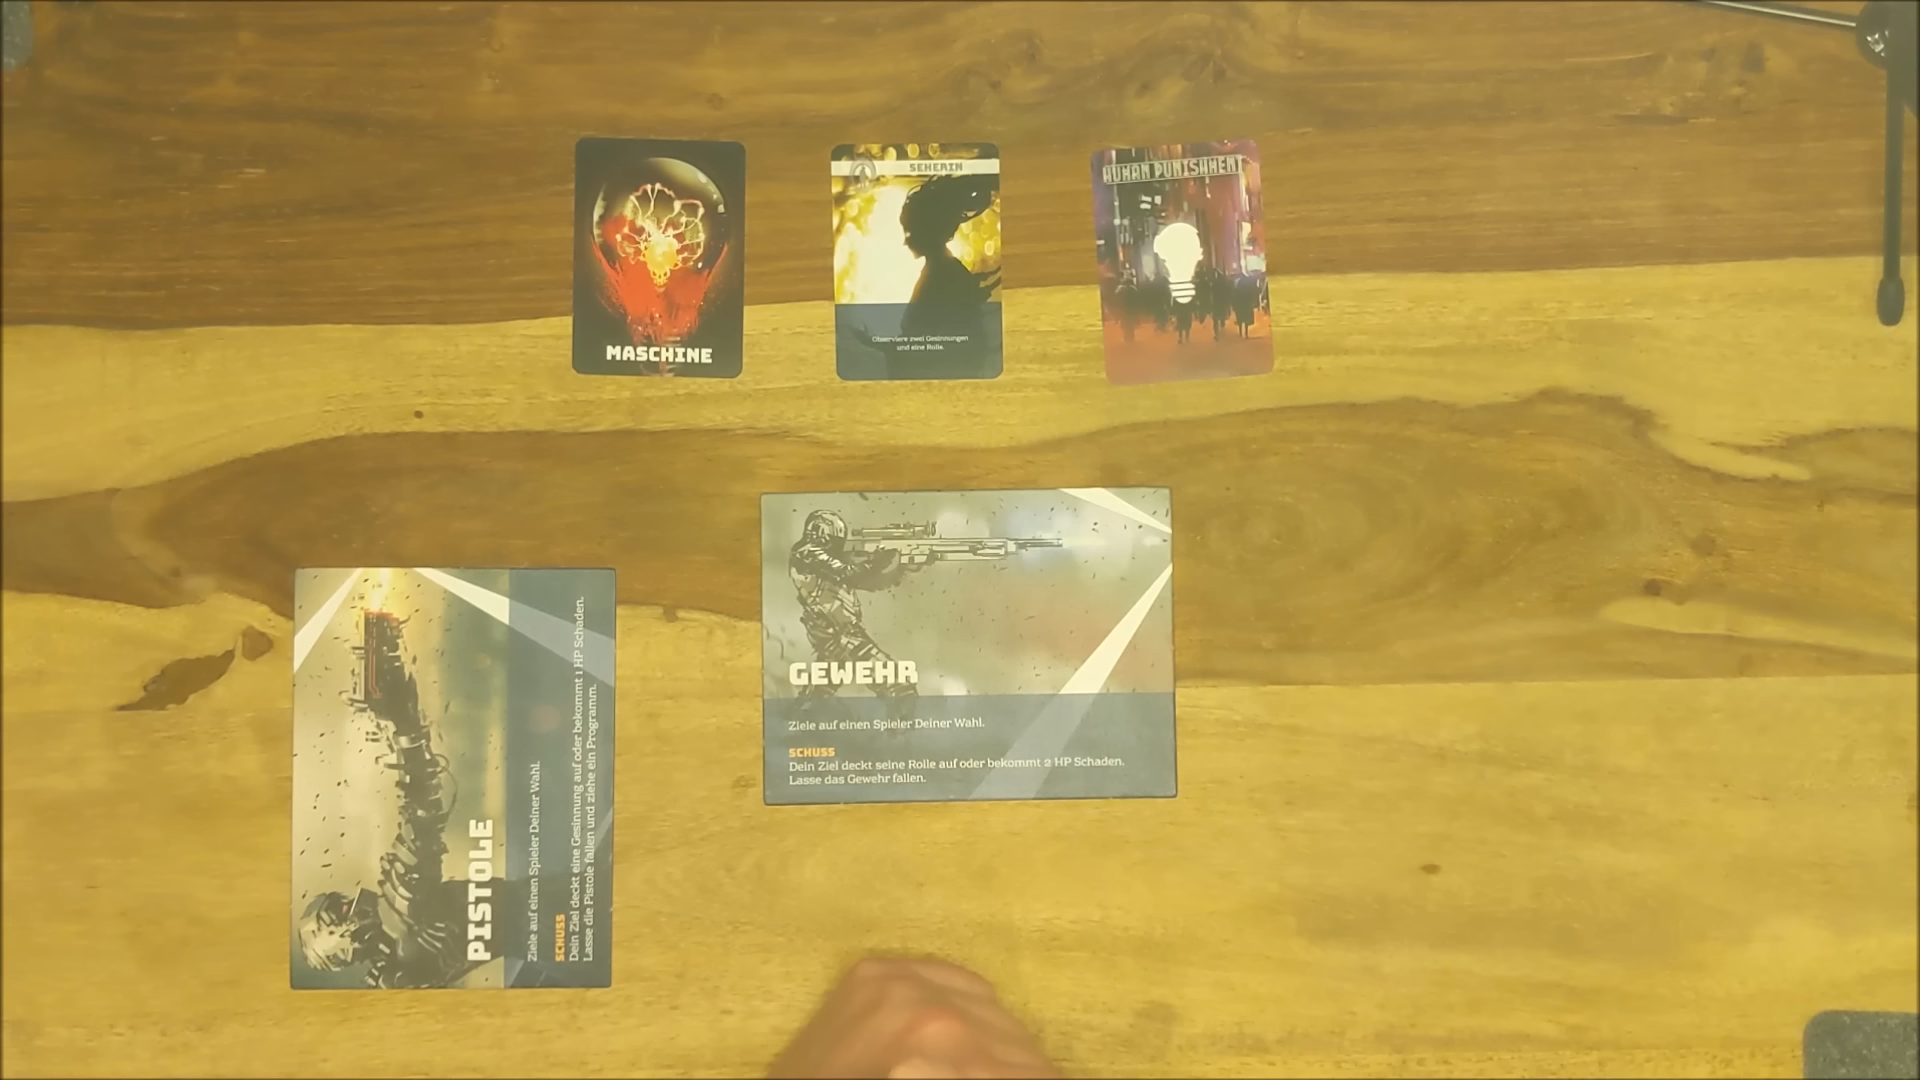 MASCHINE
SEHERIN
Observiere zwei Gesinnungen
und eine Rolle.
HUMAN PUNISHMENT
PISTOLE
Ziele auf einen Spieler Deiner Wahl.
SCHUSS
Dein Ziel deckt eine Gesinnung auf oder bekommt 1 HP Schaden.
Lasse die Pistole fallen und ziehe ein Programm.
GEWEHR
Ziele auf einen Spieler Deiner Wahl.
SCHUSS
Dein Ziel deckt seine Rolle auf oder bekommt 2 HP Schaden.
Lasse das Gewehr fallen.